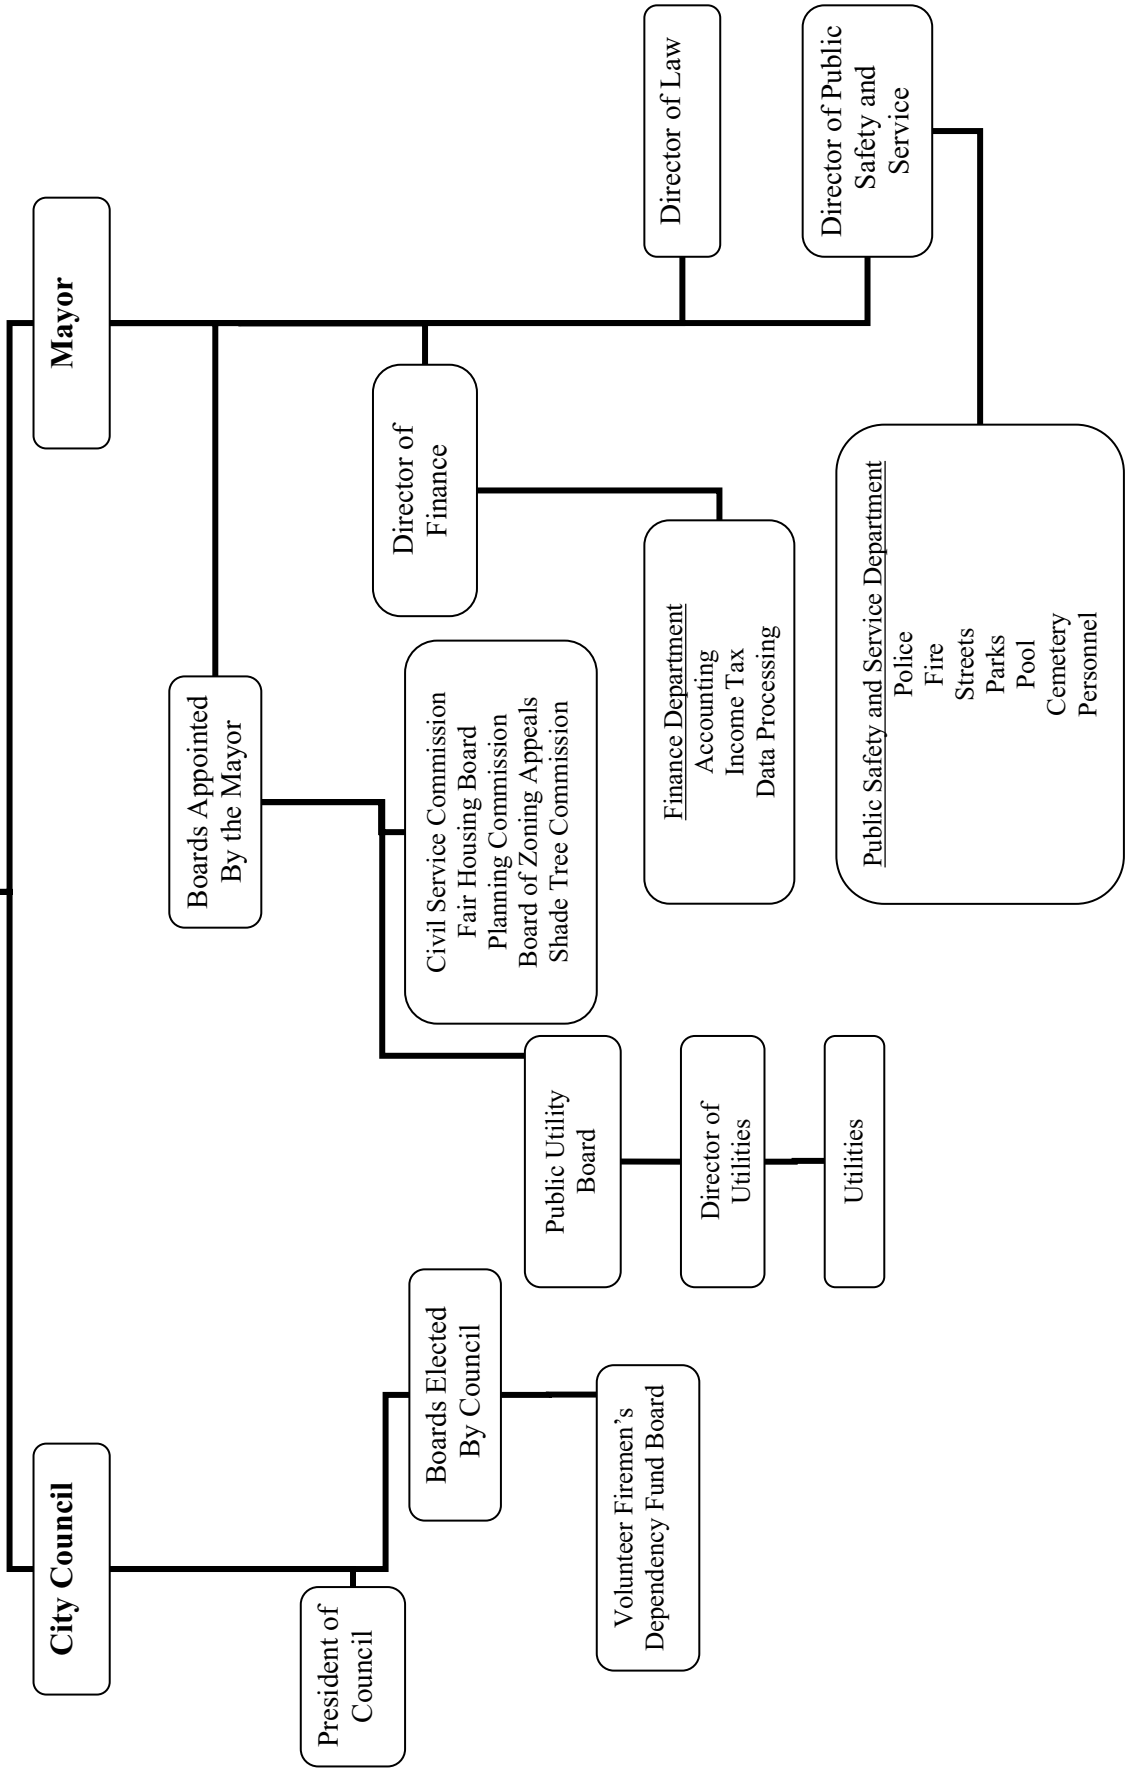 City Council
Mayor
President of
Council
Boards Elected
By Council
Volunteer Firemen’s
Dependency Fund Board
Boards Appointed
By the Mayor
Public Utility
Board
Director of
Utilities
Utilities
Civil Service Commission
Fair Housing Board
Planning Commission
Board of Zoning Appeals
Shade Tree Commission
Director of
Finance
Finance Department
Accounting
Income Tax
Data Processing
Director of Law
Director of Public
Safety and
Service
Public Safety and Service Department
Police
Fire
Streets
Parks
Pool
Cemetery
Personnel